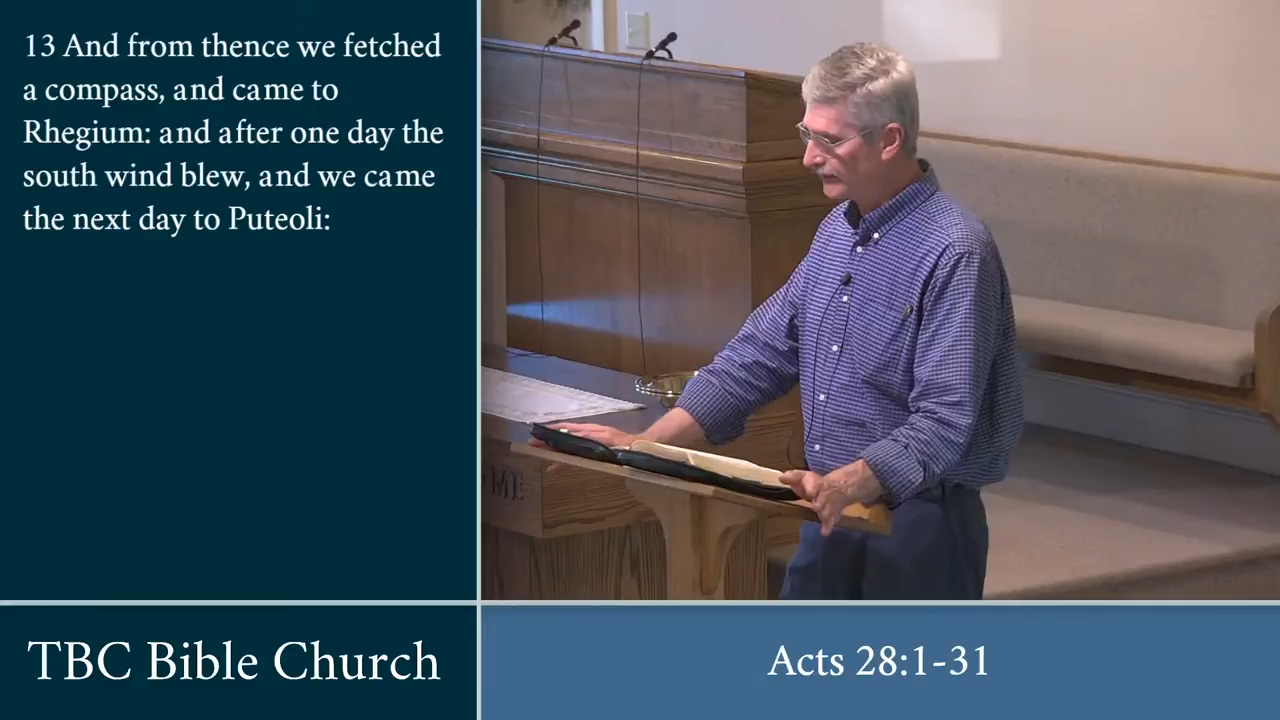 13 And from thence we fetched
a compass, and came to
Rhegium: and after one day the
south wind blew, and we came
the next day to Puteoli:
OME
TBC Bible Church
Acts 28:1-31